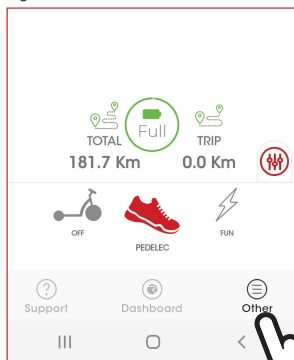 Full
TOTAL
TRIP
181.7 Km
0.0 Km
OFF
PEDELEC
FUN
Support
Dashboard
Other